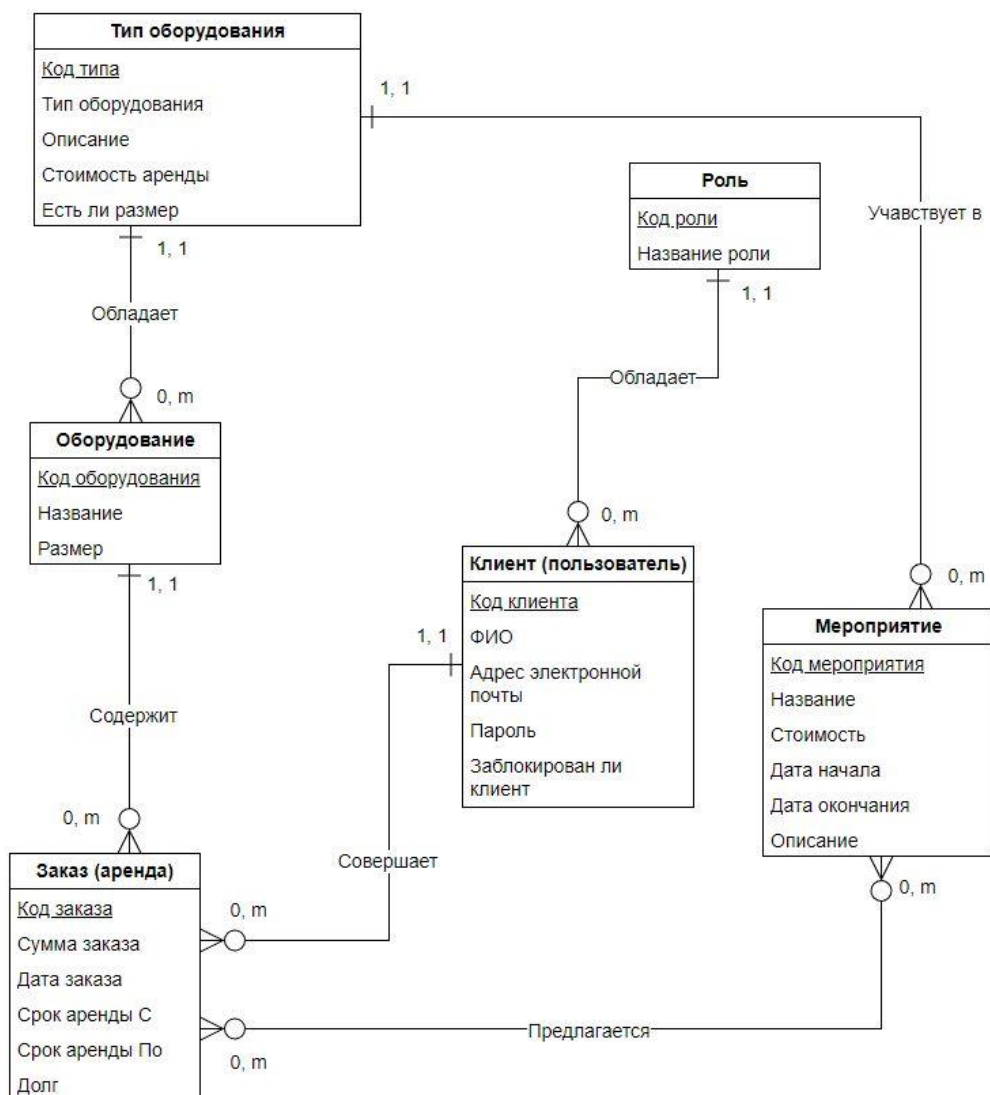 Тип оборудования
Код типа
Тип оборудования
Описание
Стоимость аренды
Есть ли размер
1, 1
1, 1
Учавствует в
Роль
Код роли
Название роли
1, 1
Обладает
Обладает
0, m
Оборудование
Код оборудования
Название
Размер
1, 1
0, m
Клиент (пользователь)
Код клиента
ФИО
Адрес электронной
почты
Пароль
Заблокирован ли
клиент
1, 1
0, m
Мероприятие
Код мероприятия
Название
Стоимость
Дата начала
Дата окончания
Описание
0, m
Содержит
0, m
Совершает
Заказ (аренда)
Код заказа
Сумма заказа
Дата заказа
Срок аренды С
Срок аренды По
Долг
0, m
Предлагается
0, m